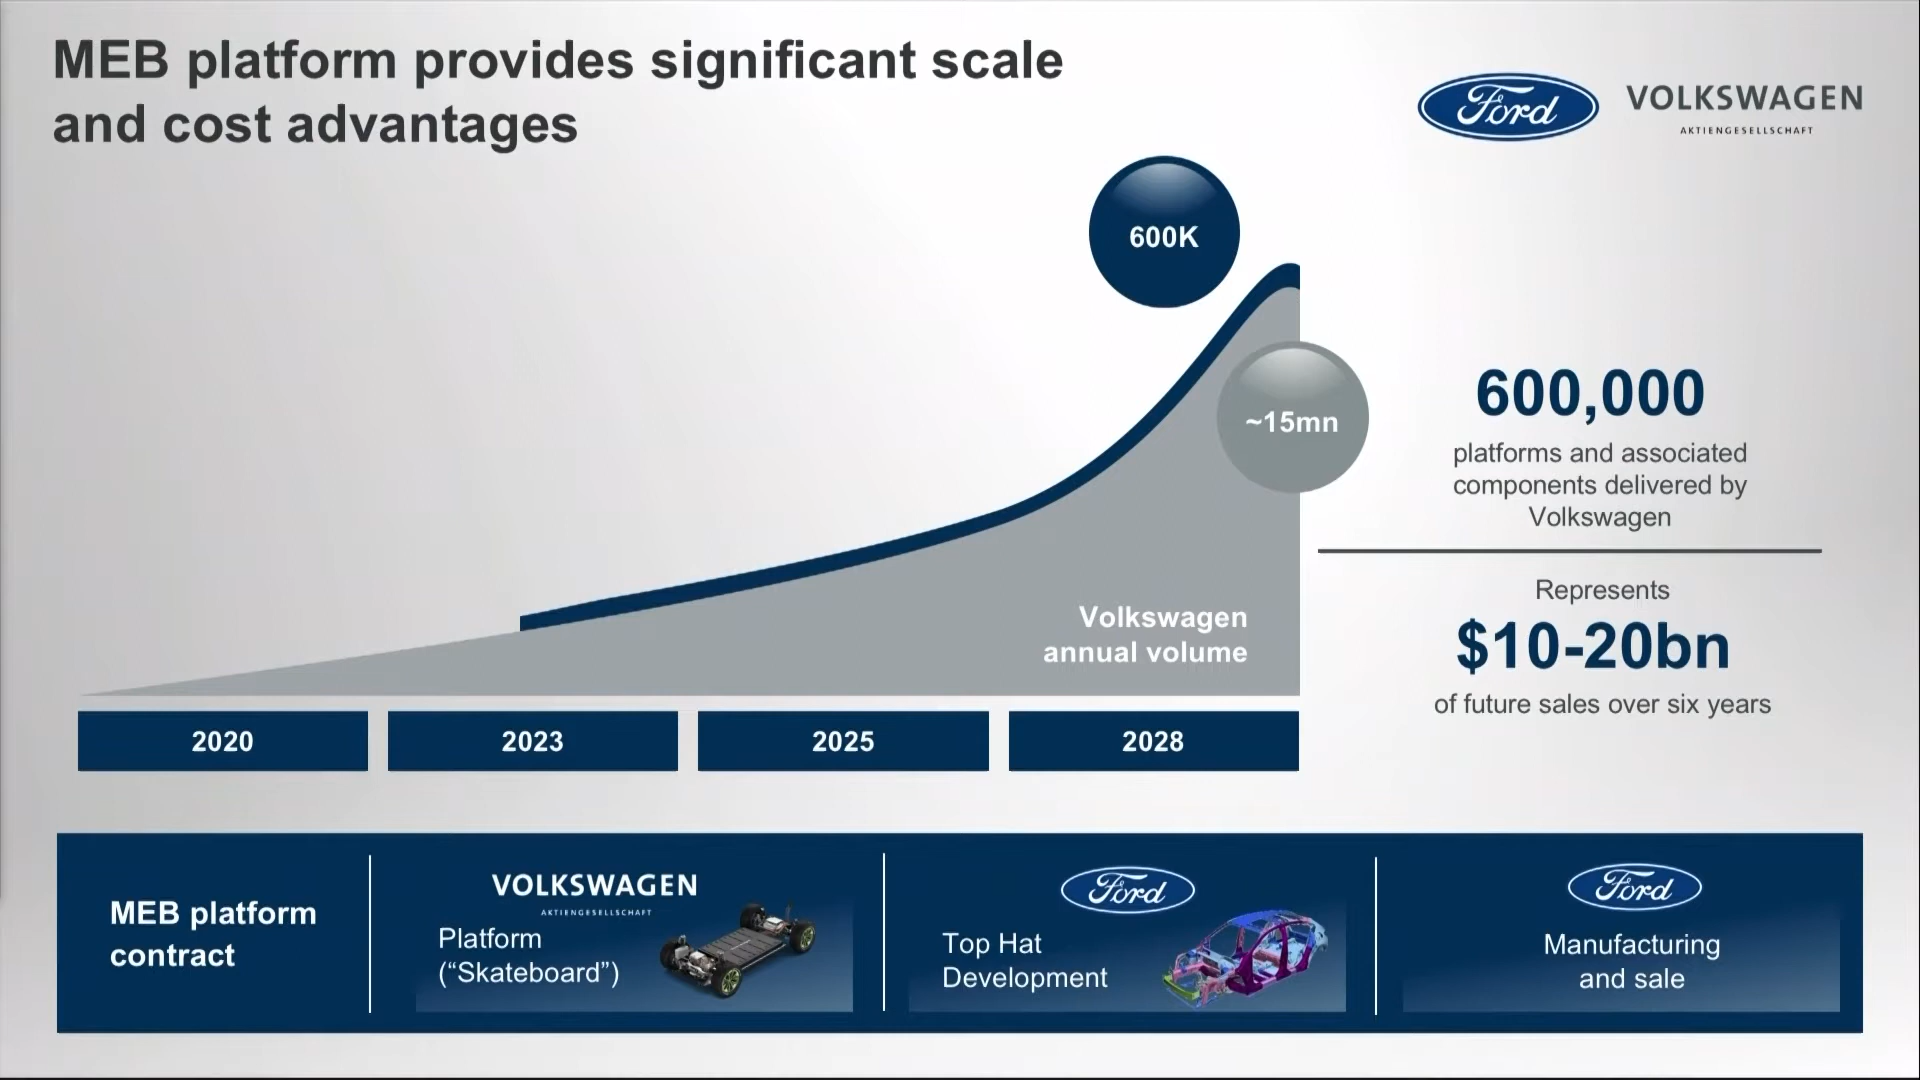 MEB platform provides significant scale
and cost advantages
Ford
VOLKSWAGEN
AKTIENGESELLSCHAFT
600K
~15mn
Volkswagen
annual volume
2020
2023
2025
2028
600,000
platforms and associated
components delivered by
Volkswagen
Represents
$10-20bn
of future sales over six years
MEB platform
contract
VOLKSWAGEN
AKTIENGESELLSCHAFT
Platform
(“Skateboard”)
Ford
Top Hat
Development
Ford
Manufacturing
and sale